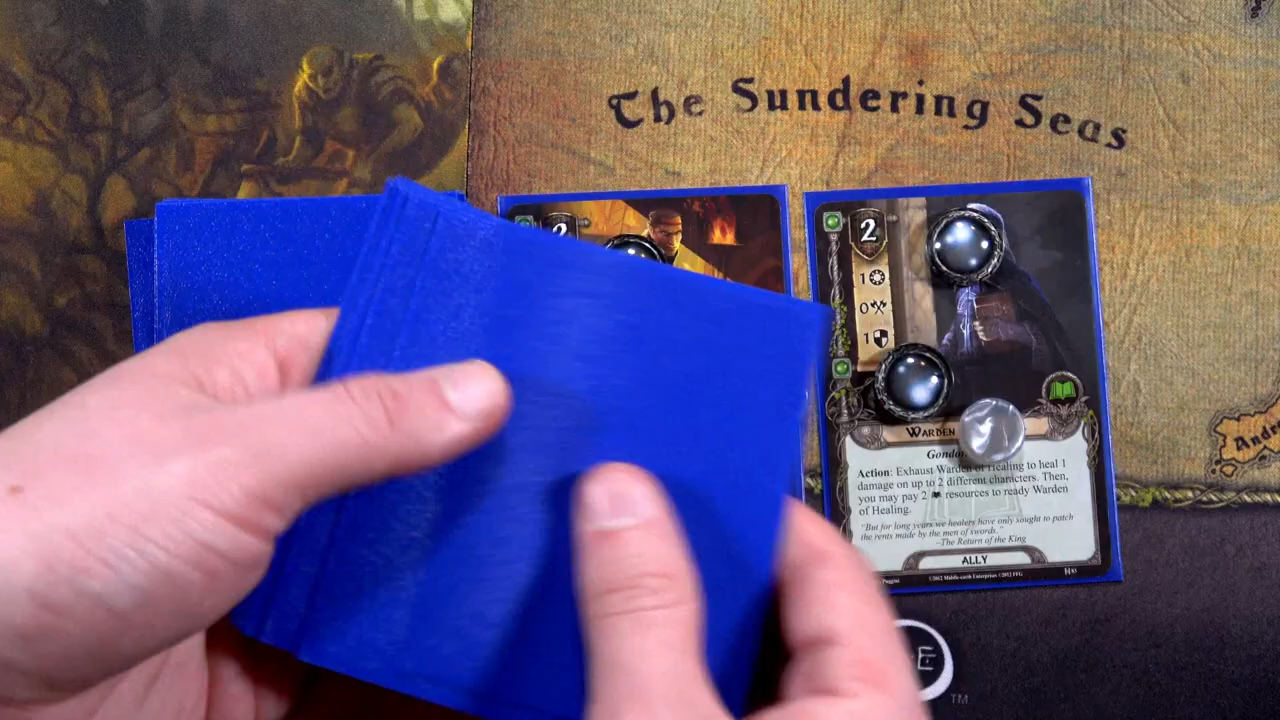 The Sundering Seas
2
2
1
0
1
Warden
Gondor
Action: Exhaust Warden of Healing to heal 1
damage on up to 2 different characters. Then,
you may pay 2 resources to ready Warden
of Healing.
"But for long years we healers have only sought to patch
the rents made by the men of swords."
–The Return of the King
ALLY
©2012 Middle-earth Enterprises ©2012 FFG
83
Andr
E
TM